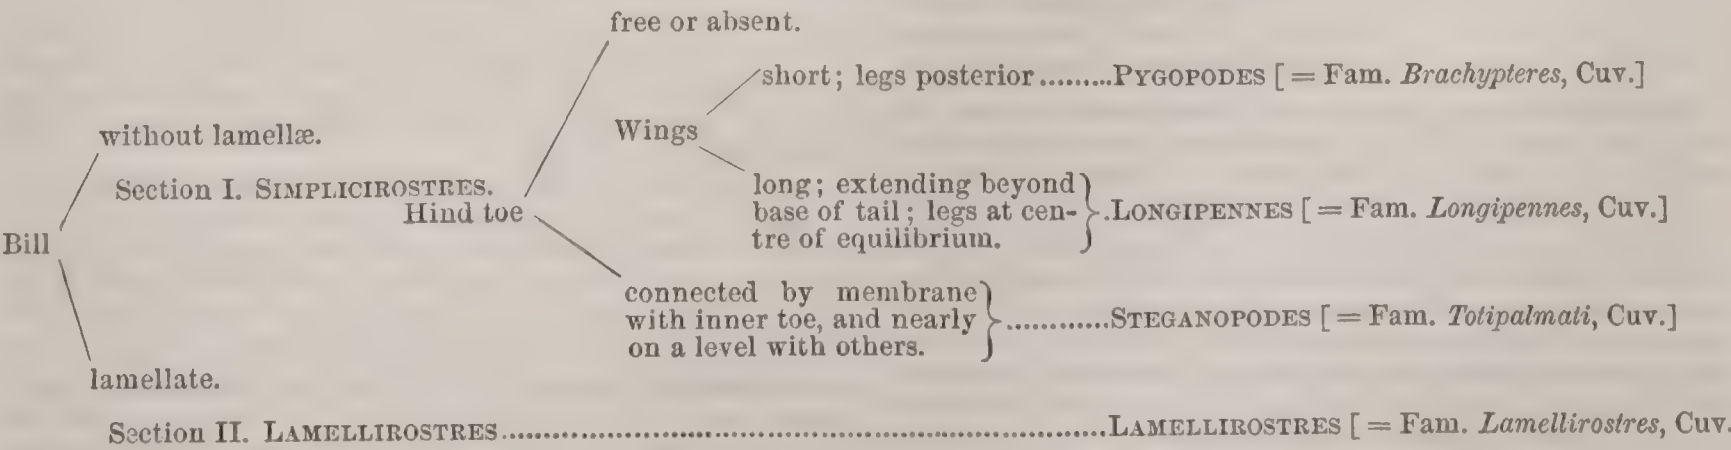 free or absent.
short; legs posterior.........PYGOPODES [ = Fam. Brachypteres, Cuv.]
Wings
without lamellæ.
Section I. SIMPLICIROSTRES.
long; extending beyond
base of tail; legs at cen-
tre of equilibrium.
.LONGIPENNES [ = Fam. Longipennes, Cuv.]
Hind toe
Bill
connected by membrane
with inner toe, and nearly
on a level with others.
............STEGANOPODES [ = Fam. Totipalmati, Cuv.]
lamellate.
Section II. LAMELLIROSTRES......................................................................LAMELLIROSTRES [ = Fam. Lamellirostres, Cuv.